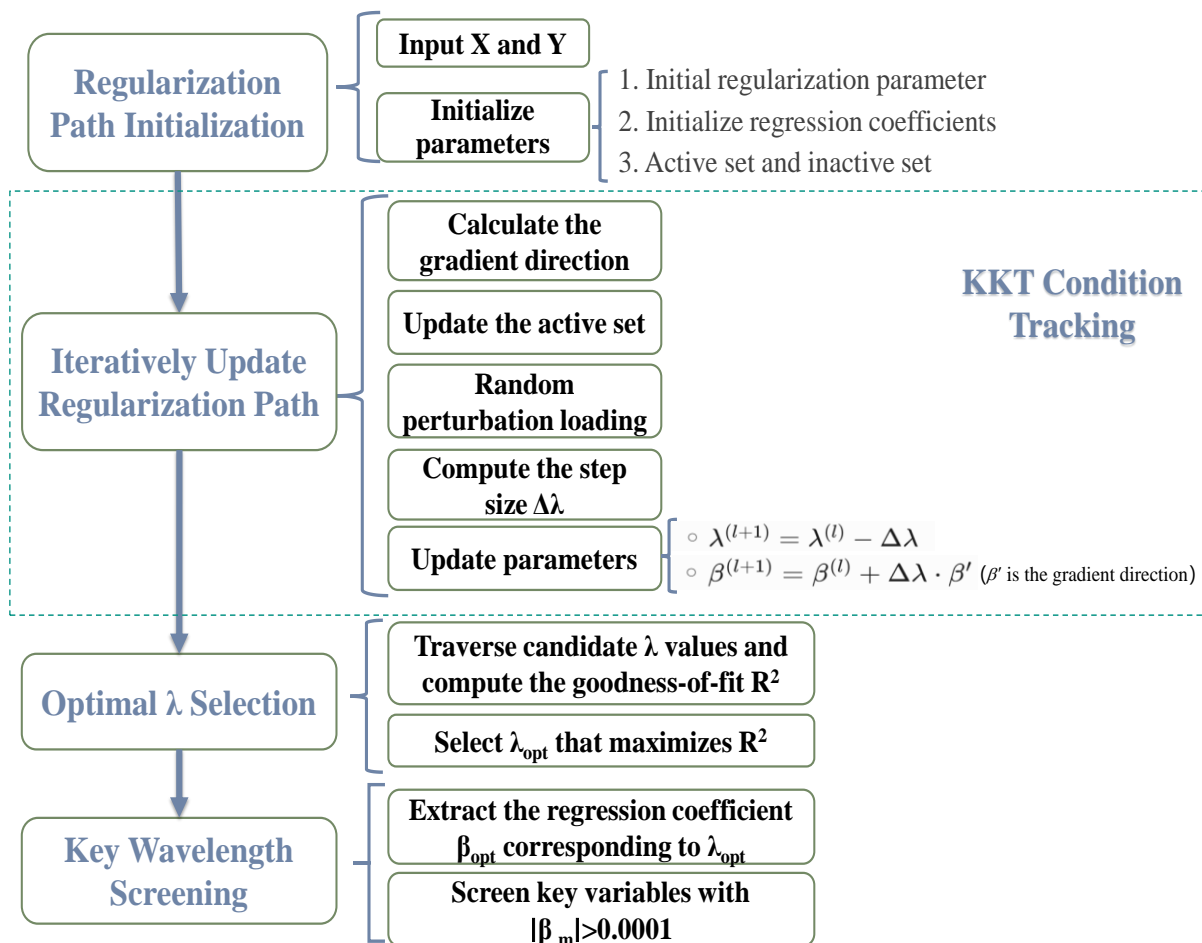 Regularization
Path Initialization
Input X and Y
Initialize
parameters
1. Initial regularization parameter
2. Initialize regression coefficients
3. Active set and inactive set
KKT Condition
Tracking
Iteratively Update
Regularization Path
Calculate the
gradient direction
Update the active set
Random
perturbation loading
Compute the step
size Δλ
Update parameters
○ λ^(l+1) = λ^(l) − Δλ
○ β^(l+1) = β^(l) + Δλ · β′ (β′ is the gradient direction)
Optimal λ Selection
Traverse candidate λ values and
compute the goodness-of-fit R²
Select λ_opt that maximizes R²
Key Wavelength
Screening
Extract the regression coefficient
β_opt corresponding to λ_opt
Screen key variables with
|β_m|>0.0001